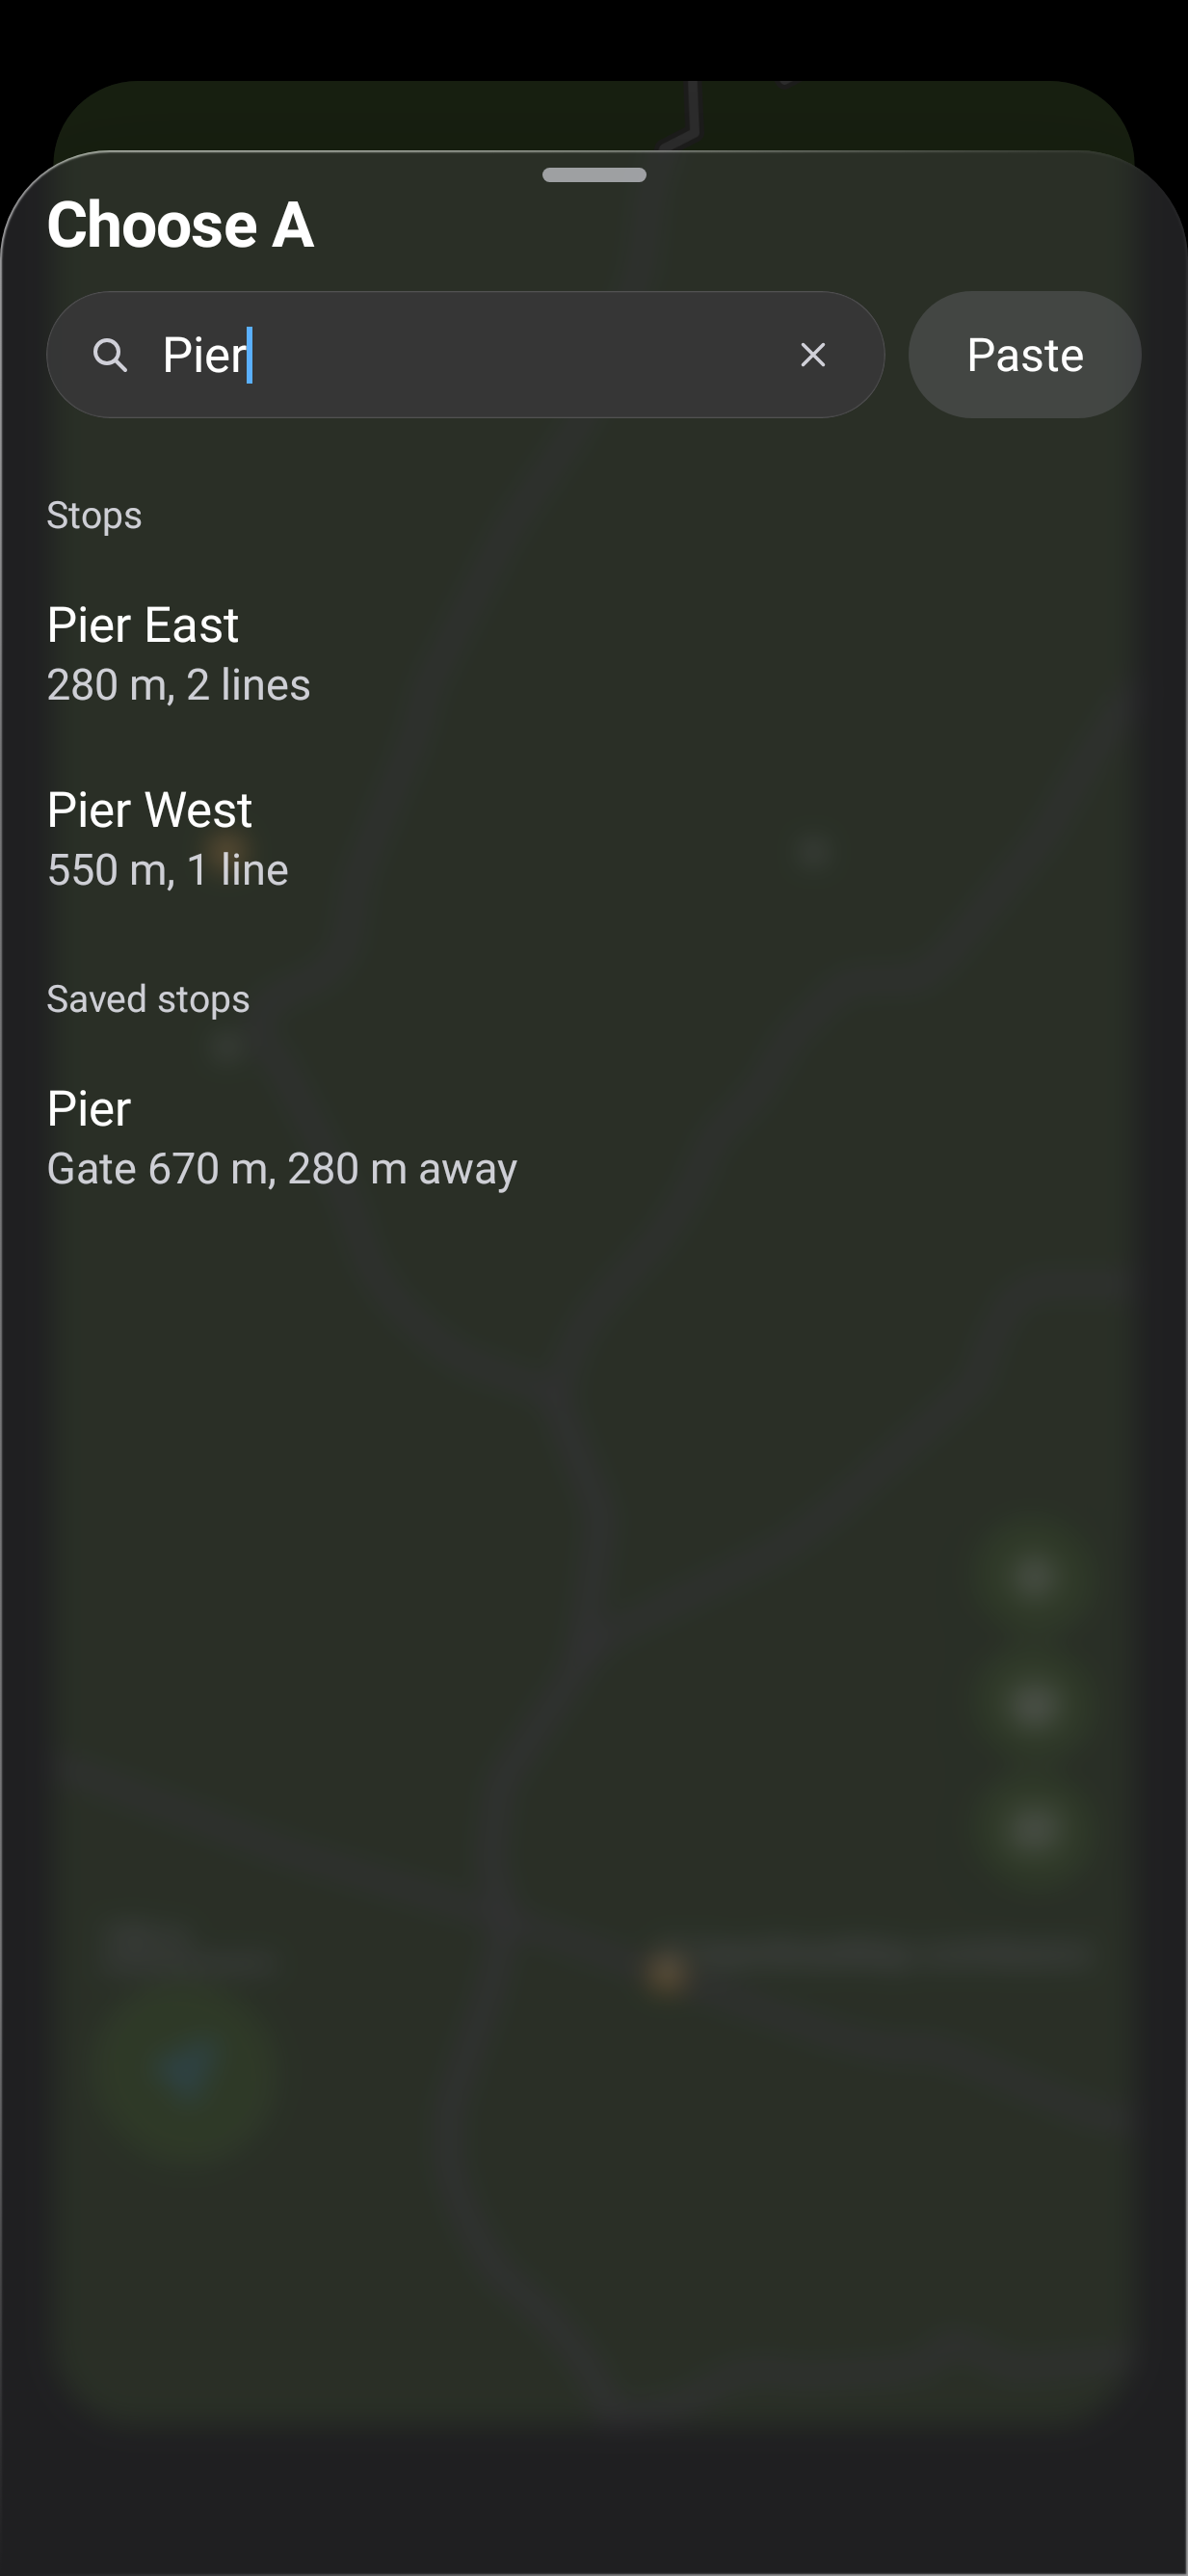 Choose A
Pier
Paste
Stops
Pier East
280 m, 2 lines
Pier West
550 m, 1 line
Saved stops
Pier
Gate 670 m, 280 m away